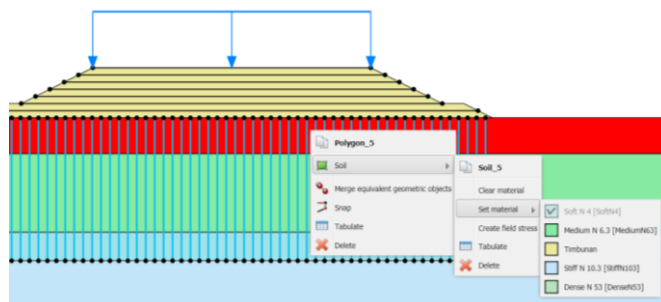 Polygon_5
Soil
Merge equivalent geometric objects
Snap
Tabulate
Delete
Soil_5
Clear material
Set material
Create field stress
Tabulate
Delete
Soft N 4 [SoftN4]
Medium N 6.3 [MediumN63]
Timbunan
Stiff N 10.3 [StiffN103]
Dense N 53 [DenseN53]